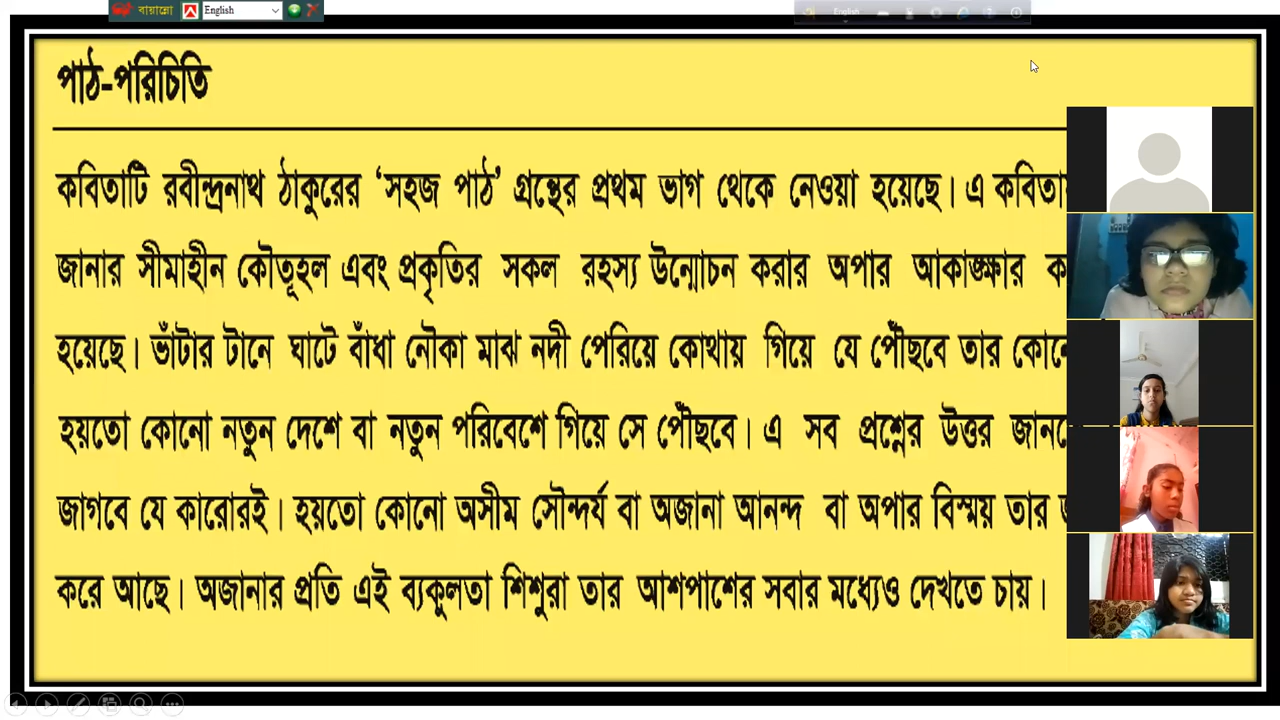 বায়ান্নো English
English
পাঠ-পরিচিতি
কবিতাটি রবীন্দ্রনাথ ঠাকুরের ‘সহজ পাঠ’ গ্রন্থের প্রথম ভাগ থেকে নেওয়া হয়েছে। এ
জানার সীমাহীন কৌতূহল এবং প্রকৃতির সকল রহস্য উন্মোচন করার অপার আকাঙ্ক্ষার
হয়েছে। ভাঁটার টানে ঘাটে বাঁধা নৌকা মাঝ নদী পেরিয়ে কোথায় গিয়ে যে পৌঁছবে তার
হয়তো কোনো নতুন দেশে বা নতুন পরিবেশে গিয়ে সে পৌঁছবে। এ সব প্রশ্নের উত্তর
জাগবে যে কারোরই। হয়তো কোনো অসীম সৌন্দর্য বা অজানা আনন্দ বা অপার বিস্ময় তার
করে আছে। অজানার প্রতি এই ব্যকুলতা শিশুরা তার আশপাশের সবার মধ্যেও দেখতে চায়।